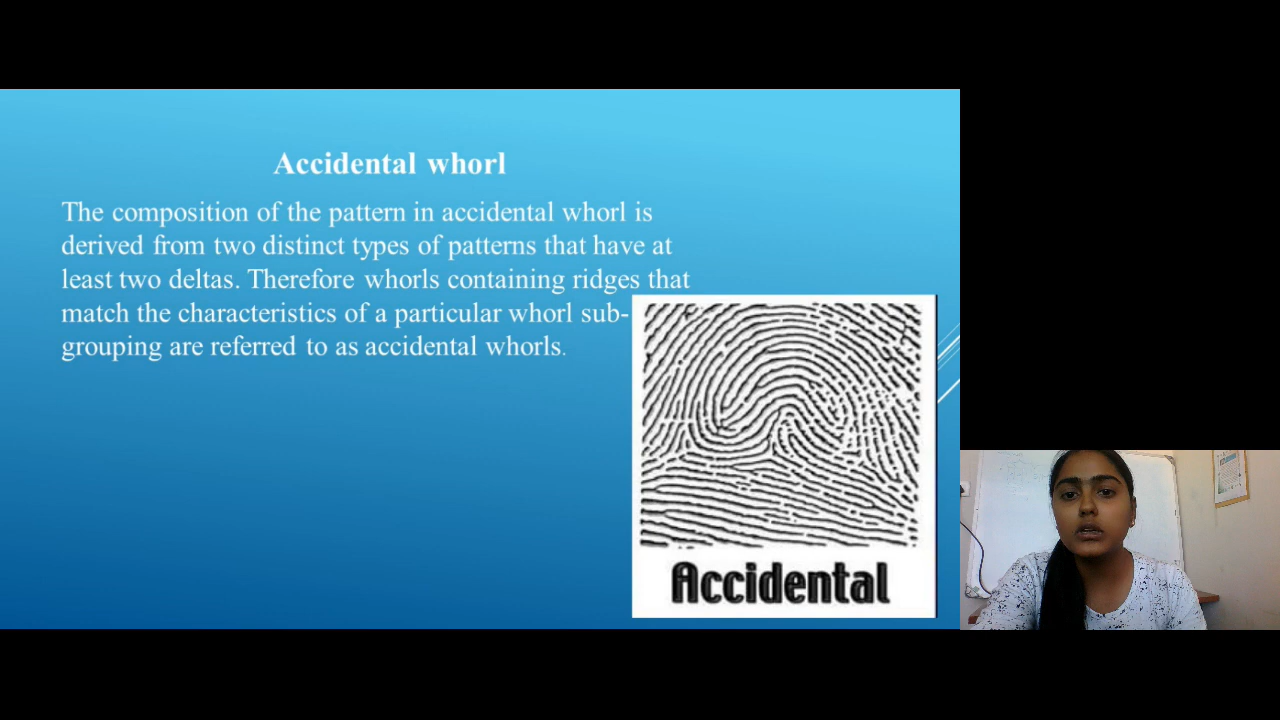 Accidental whorl
The composition of the pattern in accidental whorl is
derived from two distinct types of patterns that have at
least two deltas. Therefore whorls containing ridges that
match the characteristics of a particular whorl sub-
grouping are referred to as accidental whorls.
Accidental